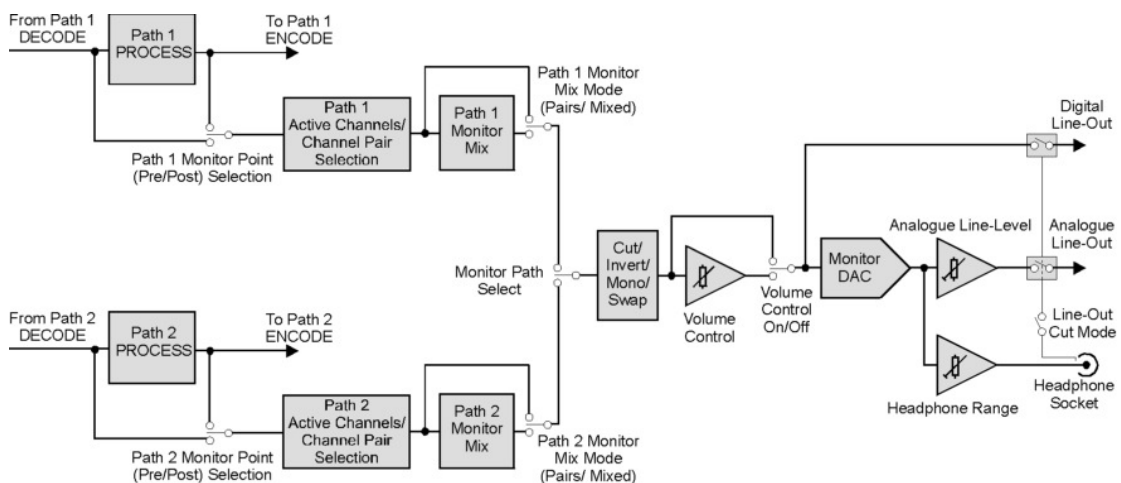 From Path 1
DECODE
Path 1
PROCESS
To Path 1
ENCODE
Path 1 Monitor
Mix Mode
(Pairs/ Mixed)
Path 1
Active Channels/
Channel Pair
Selection
Path 1
Monitor
Mix
Path 1 Monitor Point
(Pre/Post) Selection
Digital
Line-Out
Monitor Path
Select
Cut/
Invert/
Mono/
Swap
Volume
Control
Volume
Control
On/Off
Monitor
DAC
Analogue Line-Level
Analogue
Line-Out
Line-Out
Cut Mode
Headphone Range
Headphone
Socket
From Path 2
DECODE
Path 2
PROCESS
To Path 2
ENCODE
Path 2
Active Channels/
Channel Pair
Selection
Path 2
Monitor
Mix
Path 2 Monitor Point
(Pre/Post) Selection
Path 2 Monitor
Mix Mode
(Pairs/ Mixed)